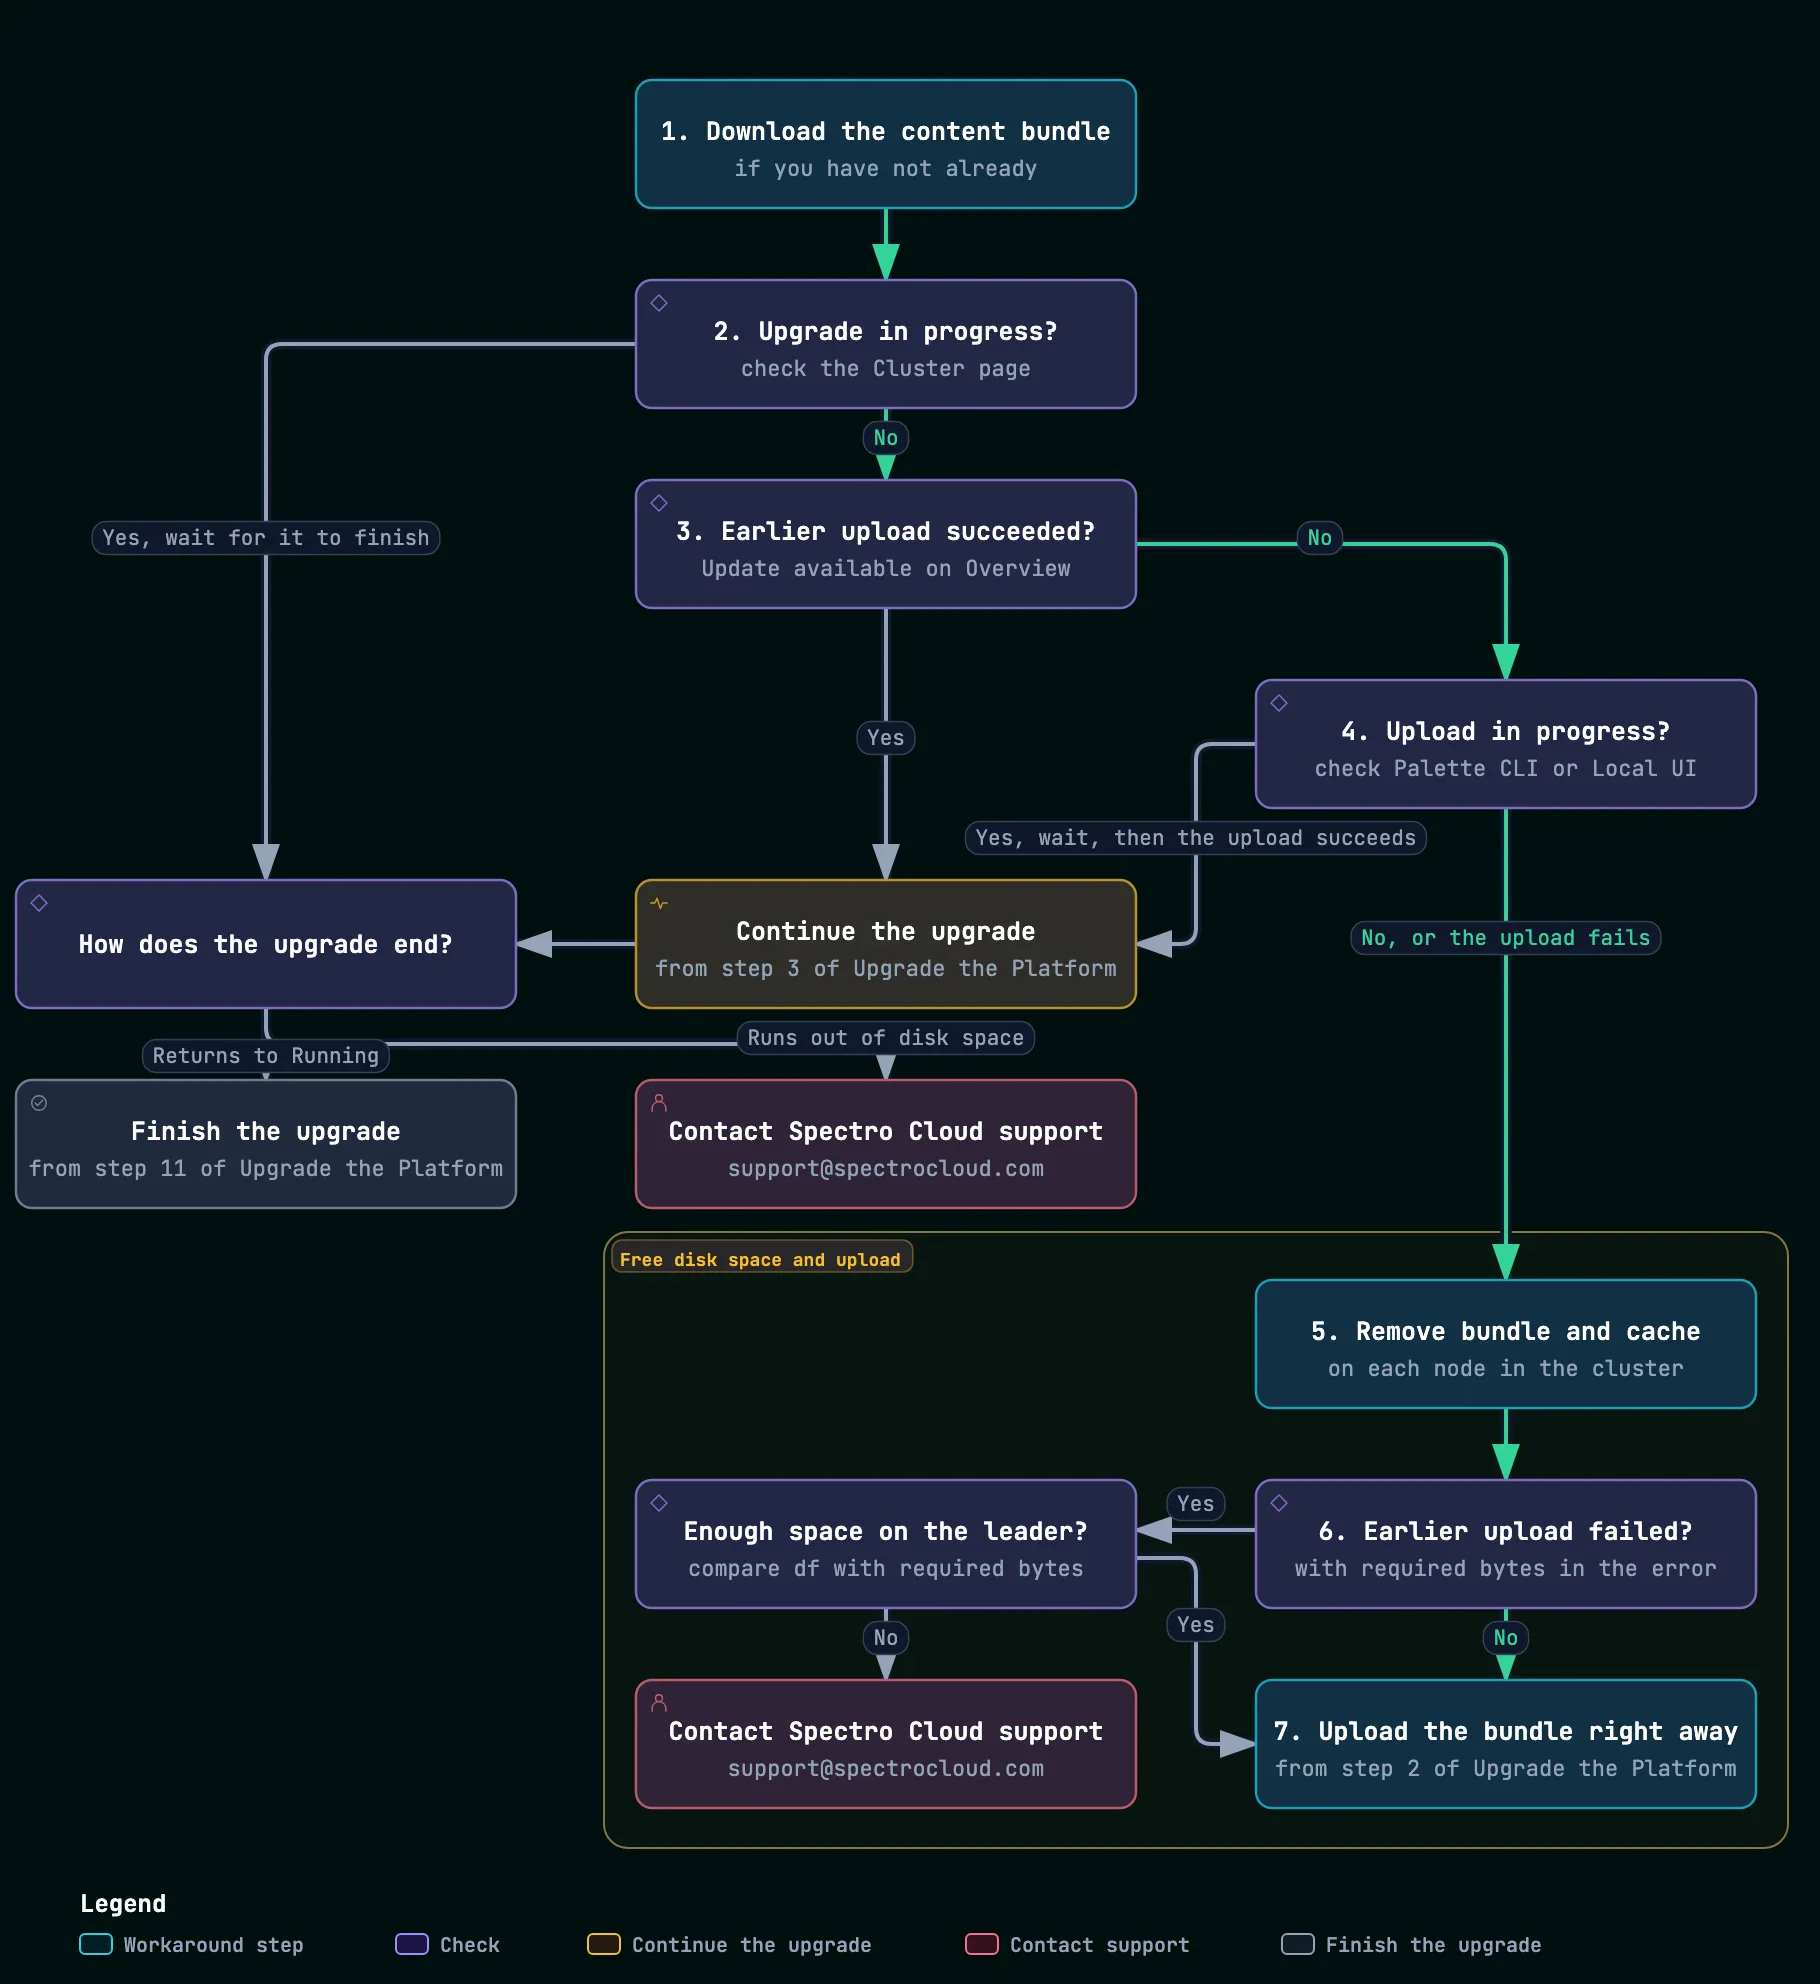 1. Download the content bundle
if you have not already
2. Upgrade in progress?
check the Cluster page
No
3. Earlier upload succeeded?
Update available on Overview
Yes, wait for it to finish
No
Yes
4. Upload in progress?
check Palette CLI or Local UI
Yes, wait, then the upload succeeds
How does the upgrade end?
Continue the upgrade
from step 3 of Upgrade the Platform
No, or the upload fails
Returns to Running
Runs out of disk space
Finish the upgrade
from step 11 of Upgrade the Platform
Contact Spectro Cloud support
support@spectrocloud.com
Free disk space and upload
5. Remove bundle and cache
on each node in the cluster
Enough space on the leader?
compare df with required bytes
Yes
6. Earlier upload failed?
with required bytes in the error
No
Yes
No
Contact Spectro Cloud support
support@spectrocloud.com
7. Upload the bundle right away
from step 2 of Upgrade the Platform
Legend
Workaround step
Check
Continue the upgrade
Contact support
Finish the upgrade